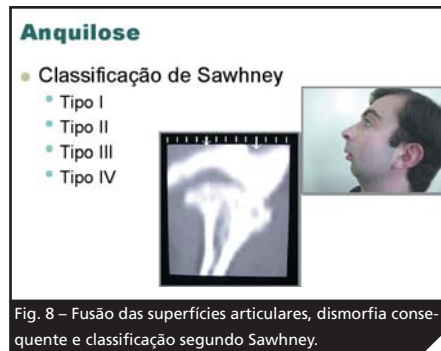 Anquilose
Classificação de Sawhney
Tipo I
Tipo II
Tipo III
Tipo IV
Fig. 8 – Fusão das superfícies articulares, dismorfia conse-
quente e classificação segundo Sawhney.